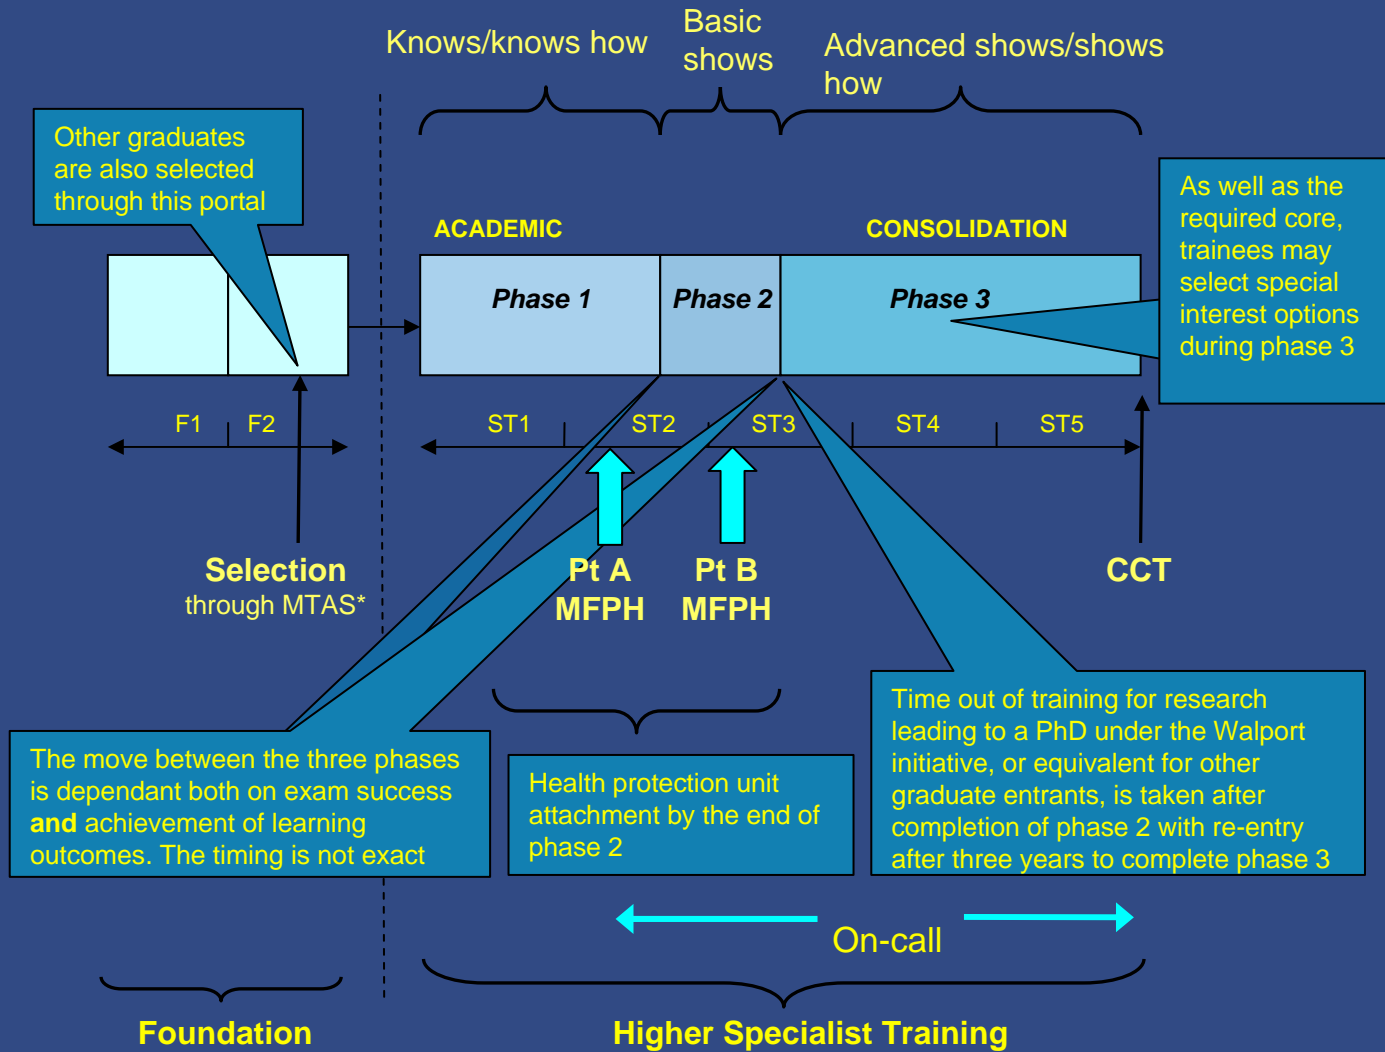 Knows/knows how
Basic
shows
Advanced shows/shows
how
Other graduates
are also selected
through this portal
As well as the
required core,
trainees may
select special
interest options
during phase 3
ACADEMIC
CONSOLIDATION
Phase 1
Phase 2
Phase 3
F1
F2
ST1
ST2
ST3
ST4
ST5
Selection
through MTAS*
Pt A
MFPH
Pt B
MFPH
CCT
The move between the three phases
is dependant both on exam success
and achievement of learning
outcomes. The timing is not exact
Health protection unit
attachment by the end of
phase 2
Time out of training for research
leading to a PhD under the Walport
initiative, or equivalent for other
graduate entrants, is taken after
completion of phase 2 with re-entry
after three years to complete phase 3
On-call
Foundation
Higher Specialist Training